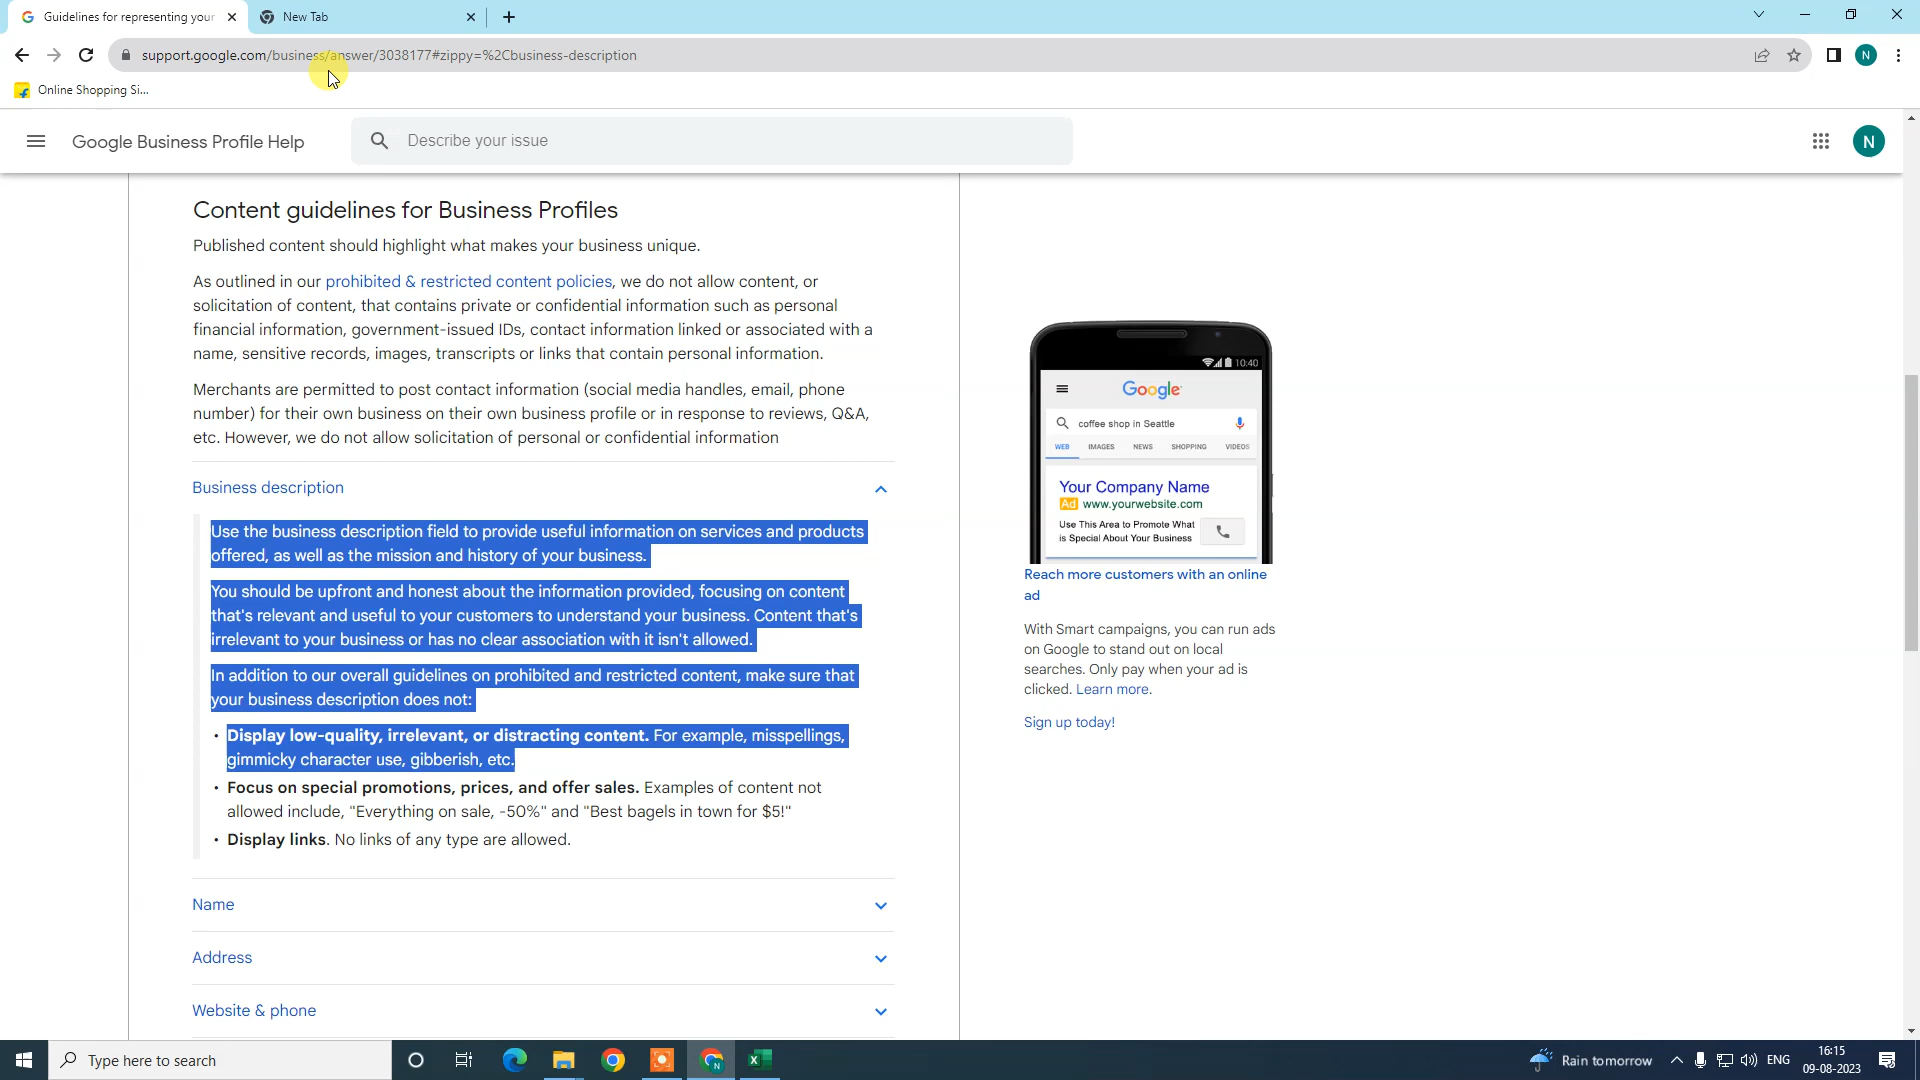 Guidelines for representing your
New Tab
support.google.com/business/answer/3038177#zippy=%2Cbusiness-description
N
Online Shopping Si...
Google Business Profile Help
Describe your issue
N
Content guidelines for Business Profiles
Published content should highlight what makes your business unique.
As outlined in our prohibited & restricted content policies, we do not allow content, or
solicitation of content, that contains private or confidential information such as personal
financial information, government-issued IDs, contact information linked or associated with a
name, sensitive records, images, transcripts or links that contain personal information.
Merchants are permitted to post contact information (social media handles, email, phone
number) for their own business on their own business profile or in response to reviews, Q&A,
etc. However, we do not allow solicitation of personal or confidential information
Business description
Use the business description field to provide useful information on services and products
offered, as well as the mission and history of your business.
You should be upfront and honest about the information provided, focusing on content
that's relevant and useful to your customers to understand your business. Content that's
irrelevant to your business or has no clear association with it isn't allowed.
In addition to our overall guidelines on prohibited and restricted content, make sure that
your business description does not:
• Display low-quality, irrelevant, or distracting content. For example, misspellings,
gimmicky character use, gibberish, etc.
• Focus on special promotions, prices, and offer sales. Examples of content not
allowed include, "Everything on sale, -50%" and "Best bagels in town for $5!"
• Display links. No links of any type are allowed.
Name
Address
Website & phone
10:40
Google
coffee shop in Seattle
WEB IMAGES NEWS SHOPPING VIDEOS
Your Company Name
Ad www.yourwebsite.com
Use This Area to Promote What
is Special About Your Business
Reach more customers with an online
ad
With Smart campaigns, you can run ads
on Google to stand out on local
searches. Only pay when your ad is
clicked. Learn more.
Sign up today!
Type here to search
N
Rain tomorrow
ENG
16:15
09-08-2023